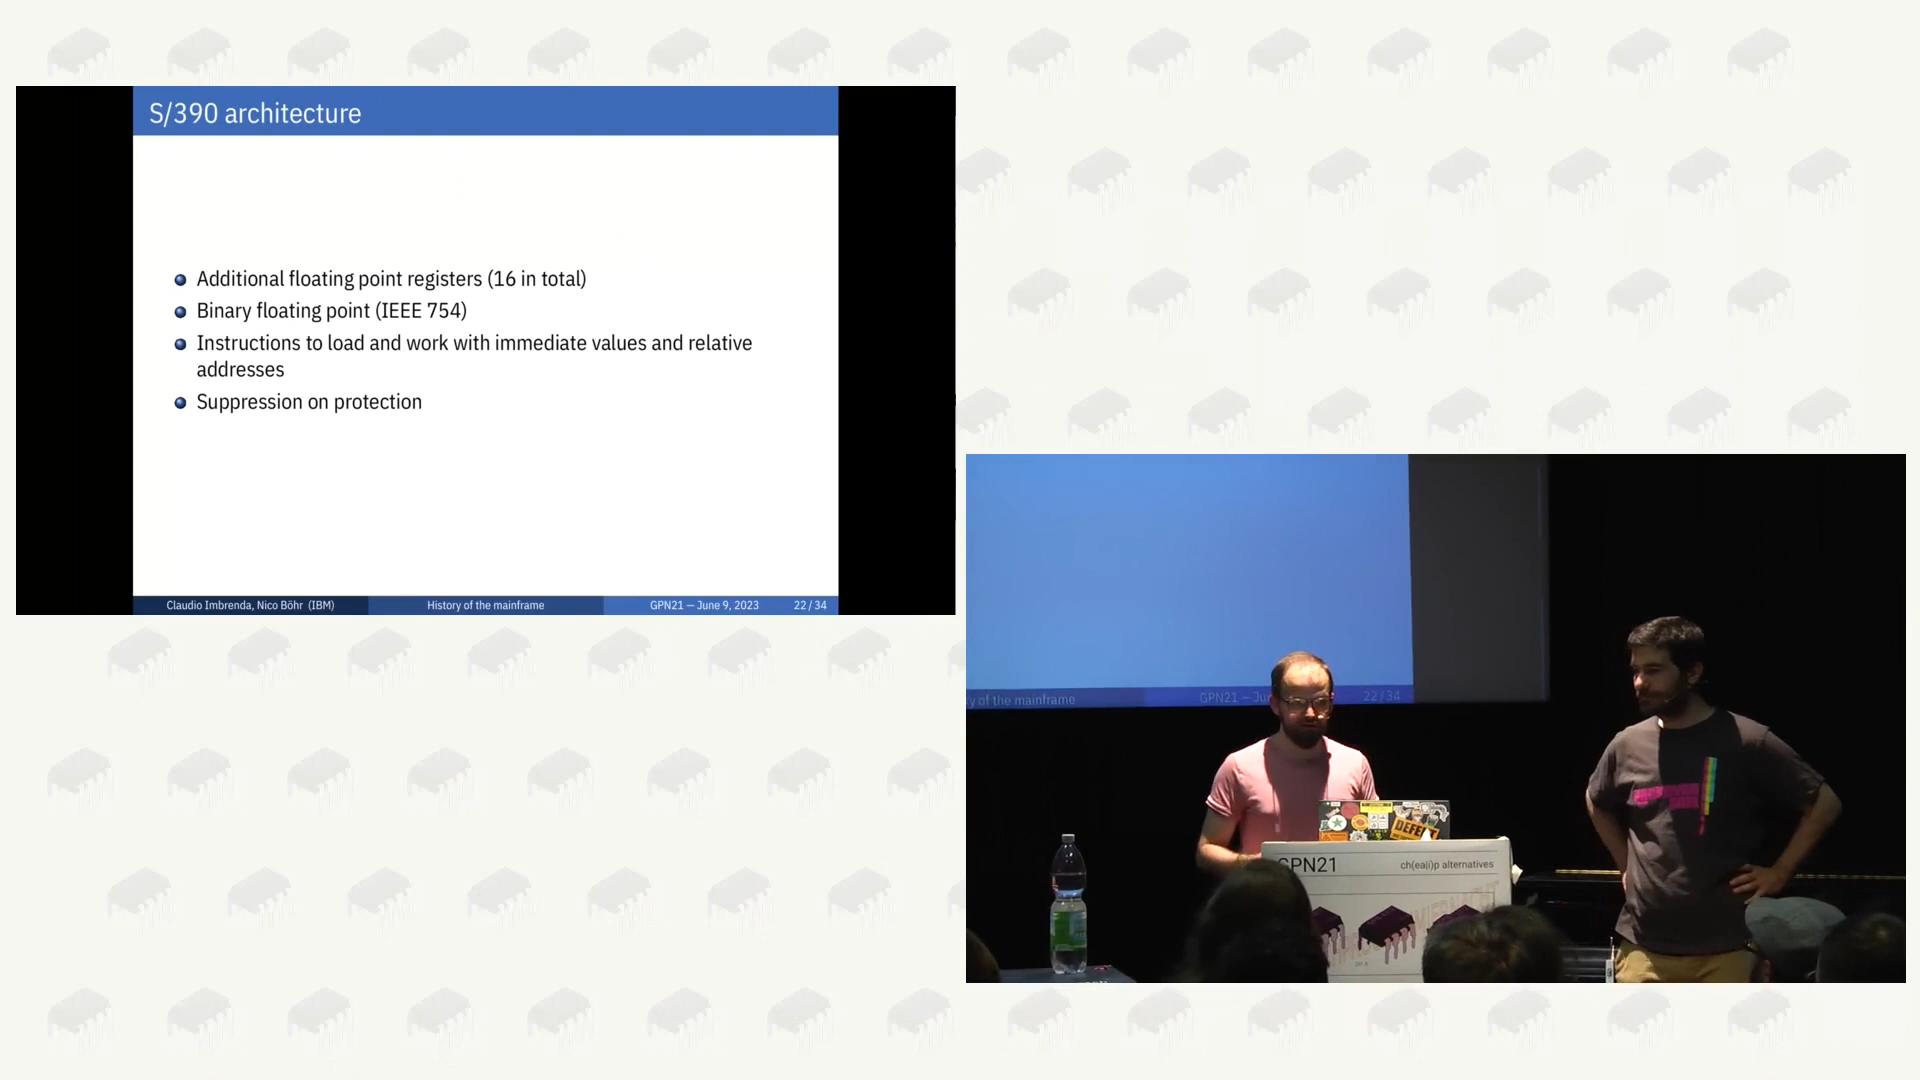 S/390 architecture
Additional floating point registers (16 in total)
Binary floating point (IEEE 754)
Instructions to load and work with immediate values and relative
addresses
Suppression on protection
Claudio Imbrenda, Nico Böhr (IBM)
History of the mainframe
GPN21 — June 9, 2023
22 / 34
of the mainframe
GPN21 —
22 / 34
GPN21
ch(ea|i)p alternatives